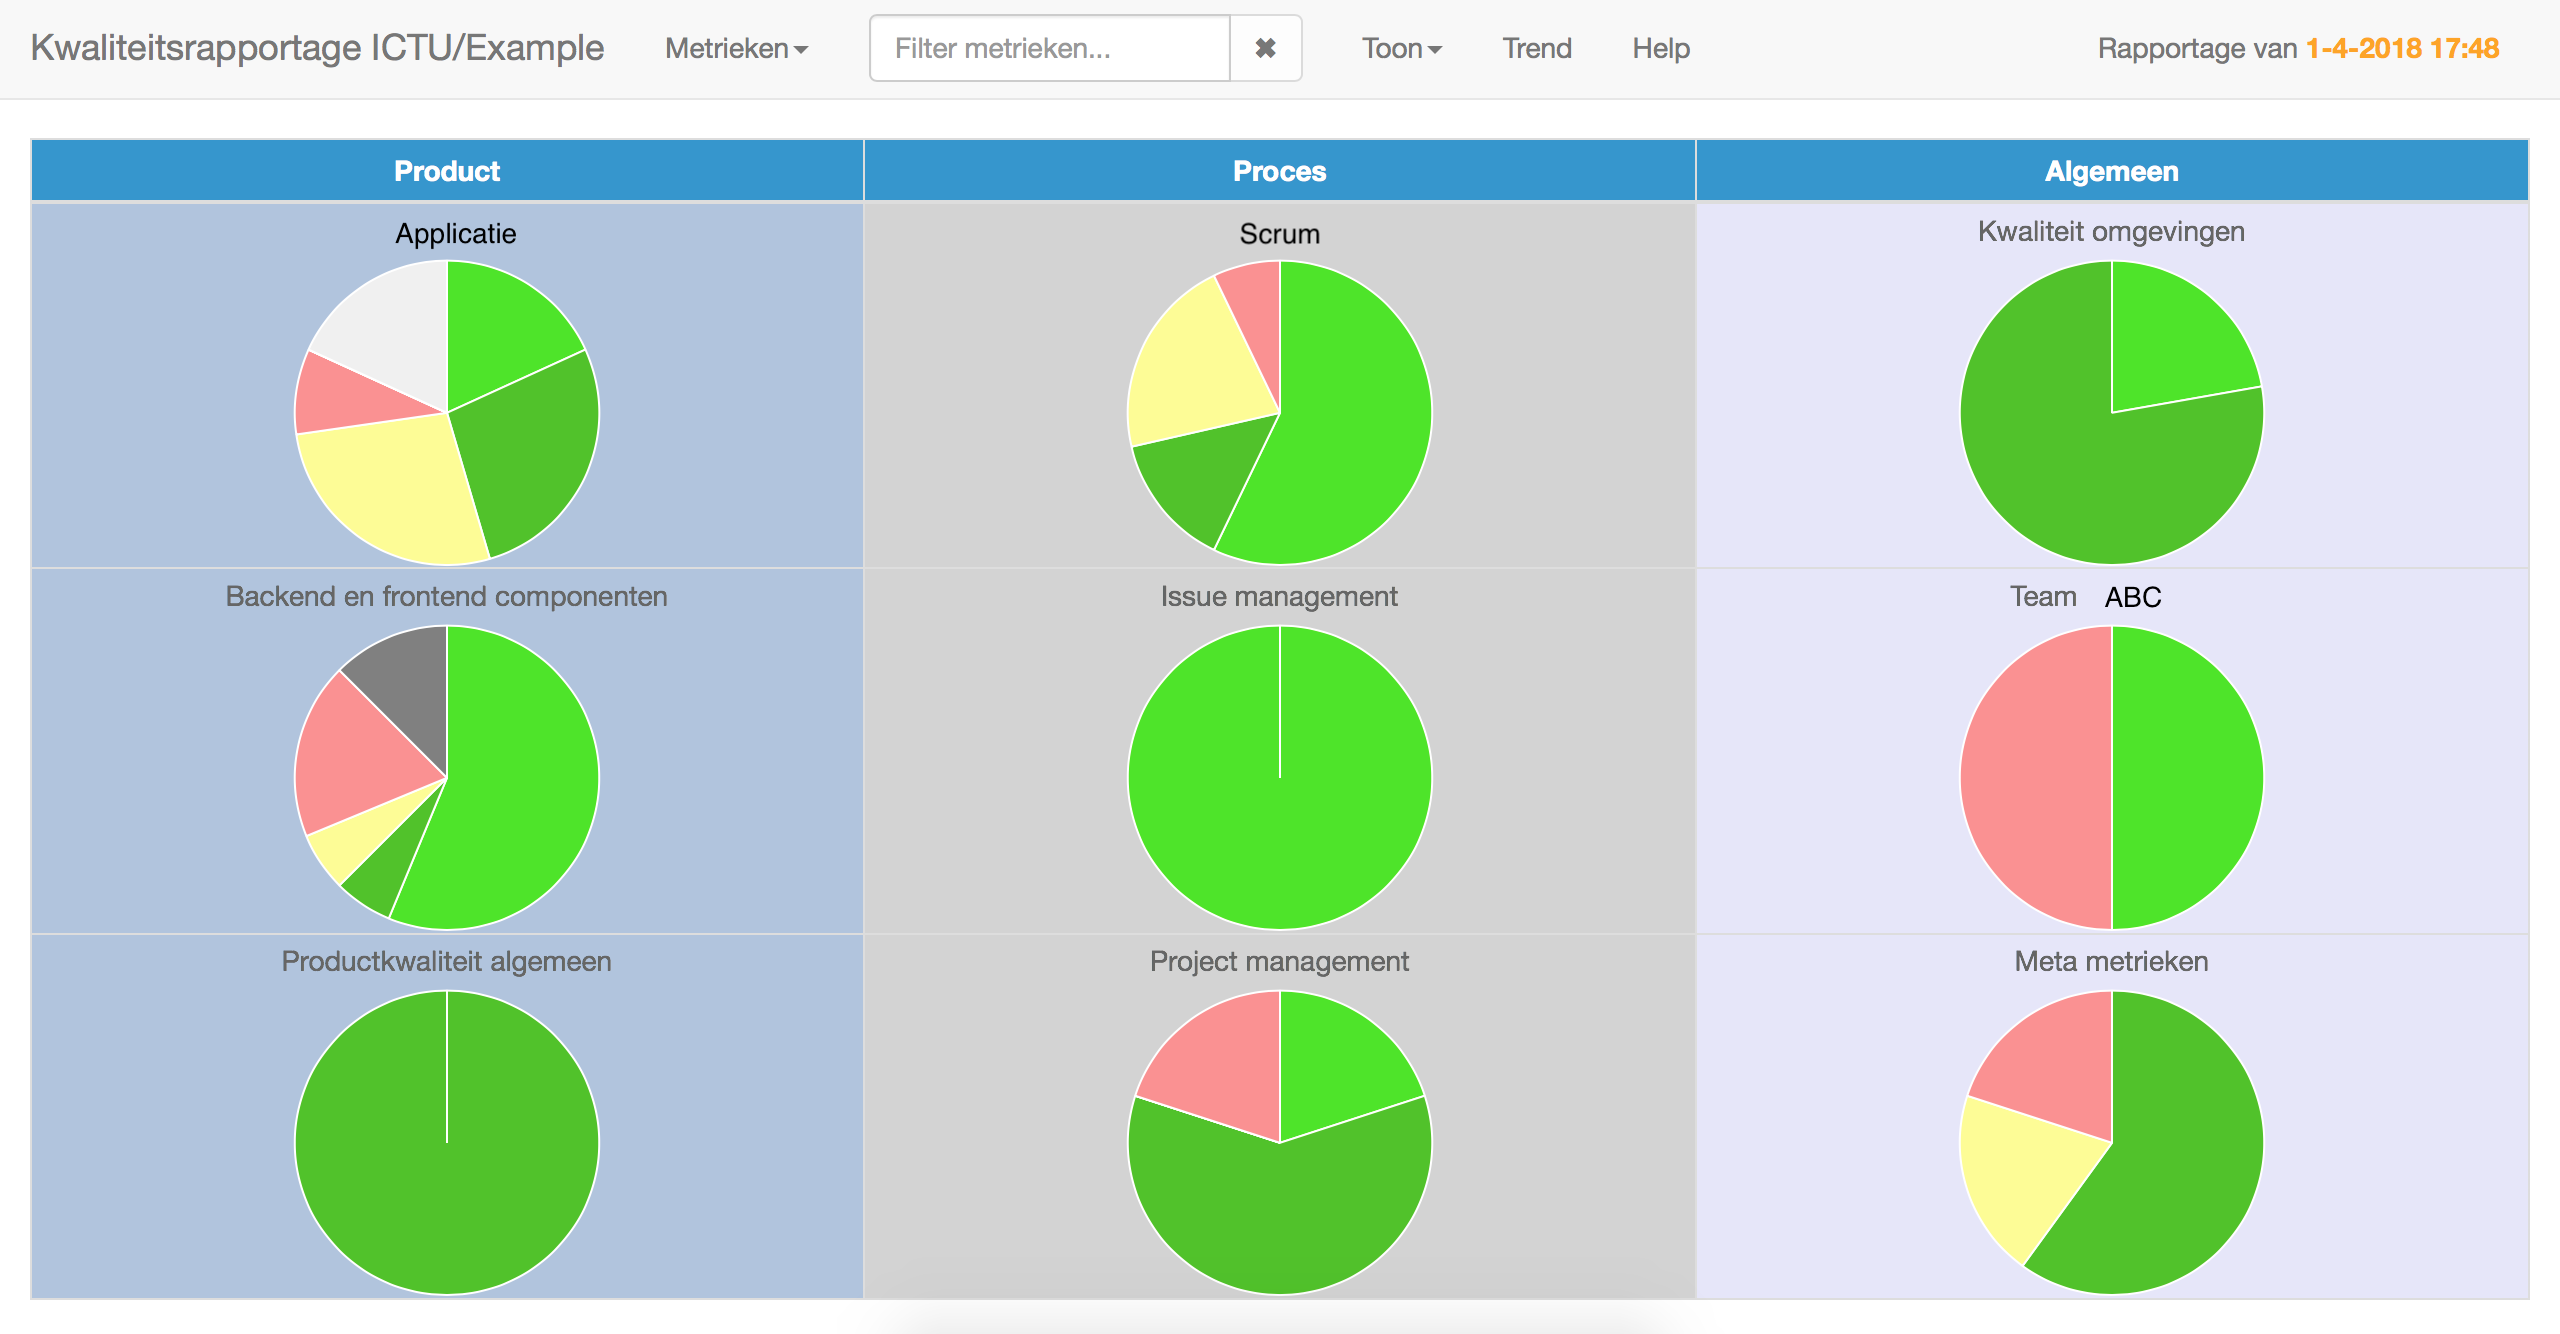 Kwaliteitsrapportage ICTU/Example Metrieken Filter metrieken... ✖ Toon Trend Help Rapportage van 1-4-2018 17:48
Product Proces Algemeen
Applicatie Scrum Kwaliteit omgevingen
Backend en frontend componenten Issue management Team ABC
Productkwaliteit algemeen Project management Meta metrieken